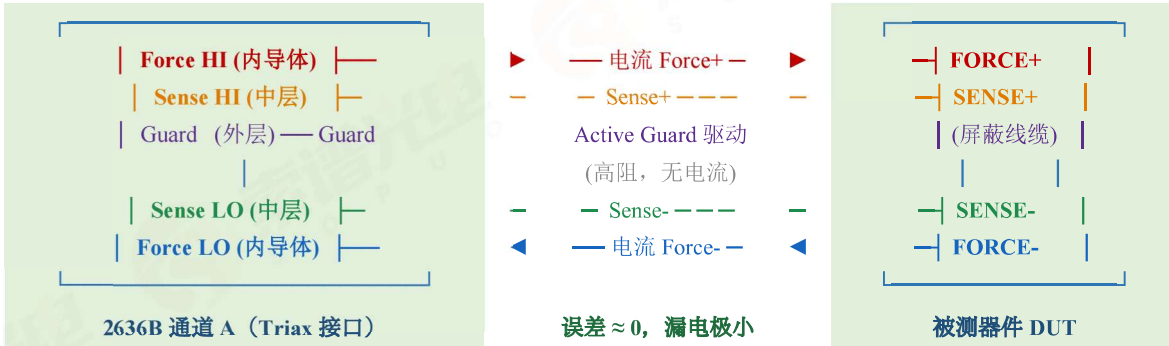 Force HI (内导体) 电流 Force+ FORCE+
Sense HI (中层) Sense+ SENSE+
Guard (外层) Guard Active Guard 驱动 (屏蔽线缆)
(高阻，无电流)
Sense LO (中层) Sense- SENSE-
Force LO (内导体) 电流 Force- FORCE-
2636B 通道 A（Triax 接口） 误差 ≈ 0，漏电极小 被测器件 DUT